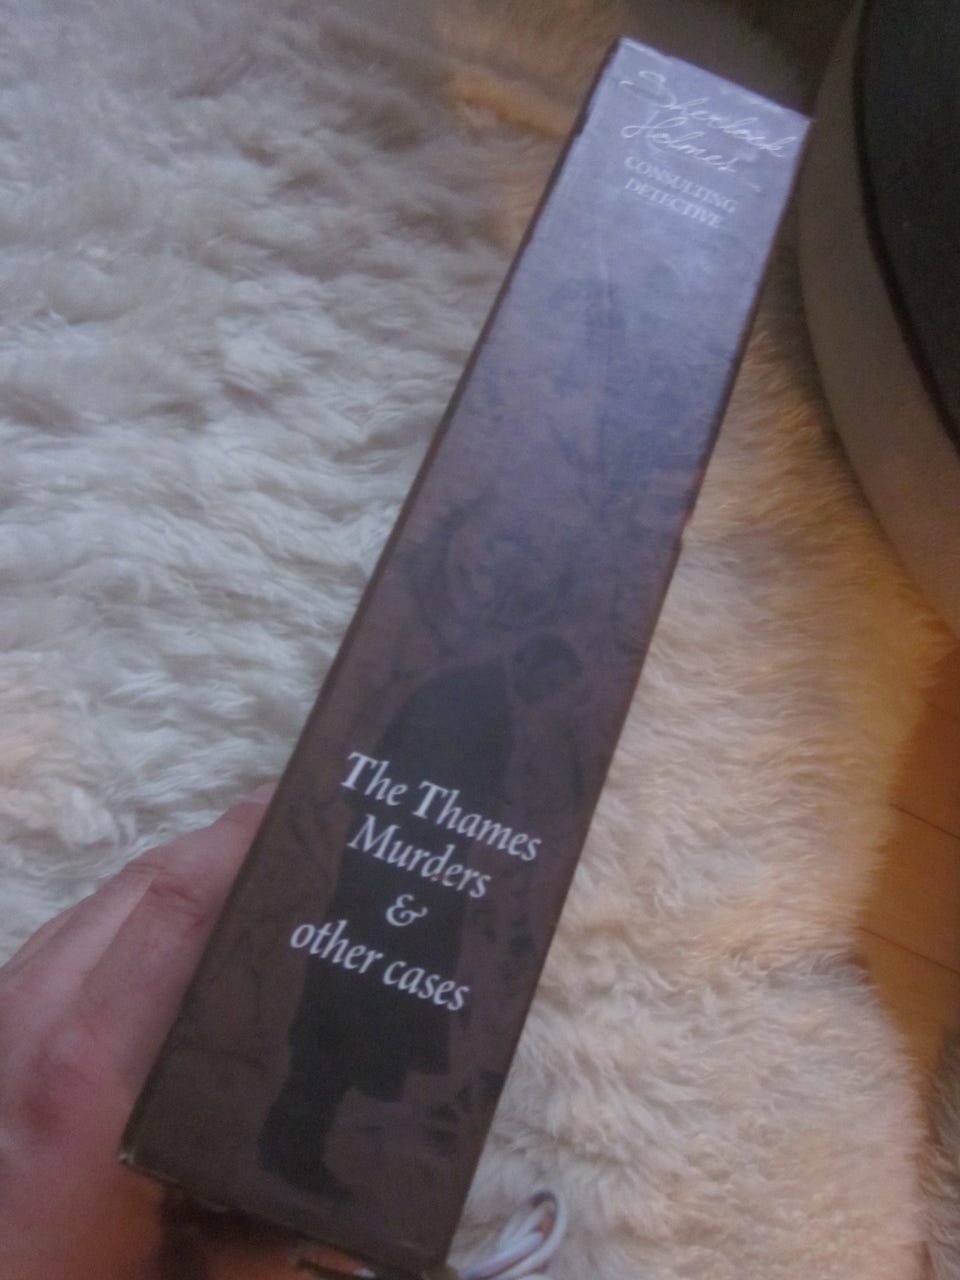 Sherlock
Holmes
CONSULTING
DETECTIVE
The Thames
Murders
&
other cases